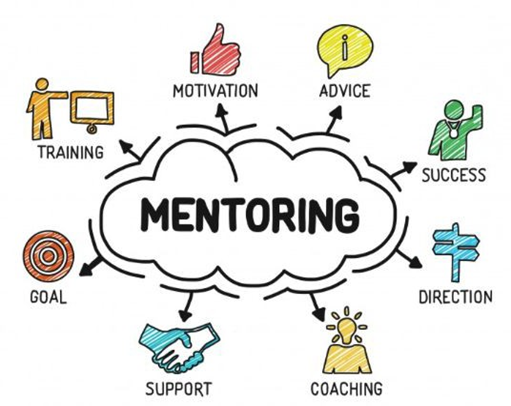 MOTIVATION
ADVICE
TRAINING
SUCCESS
MENTORING
GOAL
DIRECTION
SUPPORT
COACHING